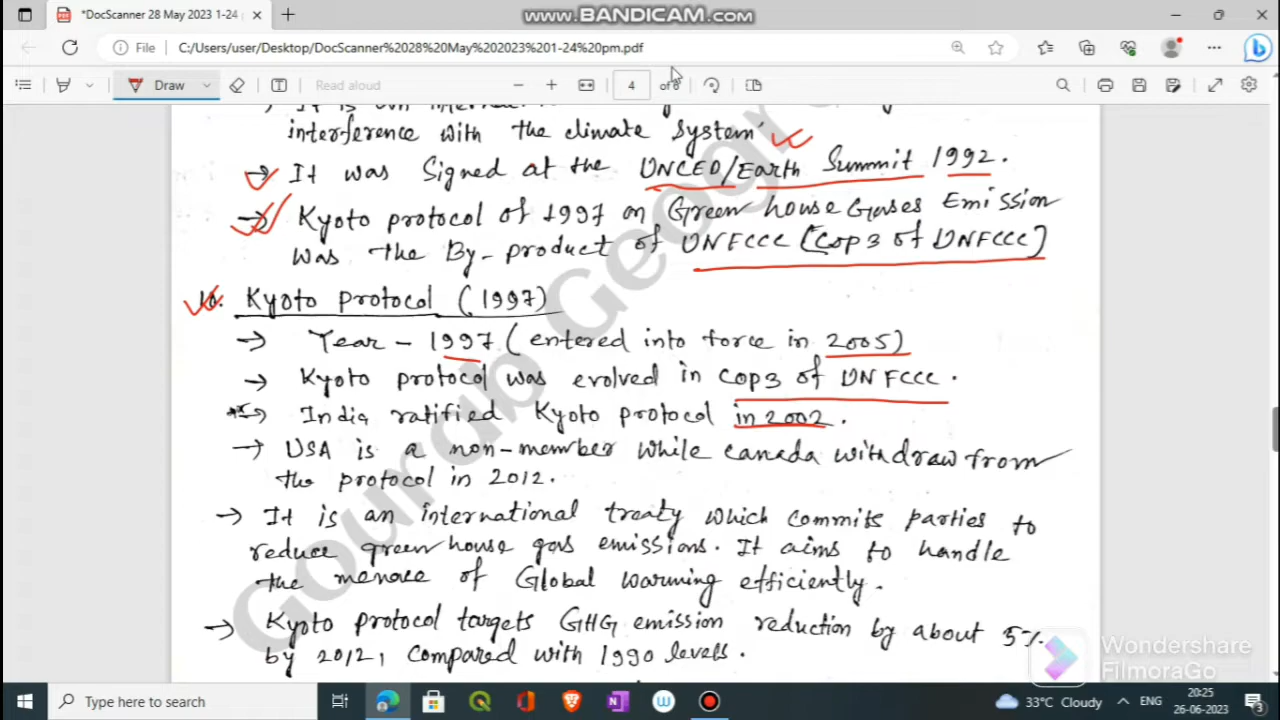 *DocScanner 28 May 2023 1-24
www.BANDICAM.com
File C:/Users/user/Desktop/DocScanner%2028%20May%202023%201-24%20pm.pdf
Draw Read aloud 4 of 8
interference with the climate system'
→ It was signed at the UNCED/Earth Summit 1992.
→ Kyoto protocol of 1997 on Green house Gases Emission
was the By-product of UNFCCC (Cop3 of UNFCCC]
10. Kyoto protocol (1997)
→ Year - 1997 (entered into force in 2005)
→ Kyoto protocol was evolved in Cop3 of UNFCCC.
→ India ratified Kyoto protocol in 2002.
→ USA is a non-member while canada withdraw from
the protocol in 2012.
→ It is an international treaty which commits parties to
reduce greenhouse gas emissions. It aims to handle
the menace of Global warming efficiently.
→ Kyoto protocol targets GHG emission reduction by about 5%
by 2012, compared with 1990 levels.
Gourab Geogr
Wondershare
FilmoraGo
Type here to search
33°C Cloudy ENG 20:25
26-06-2023 3